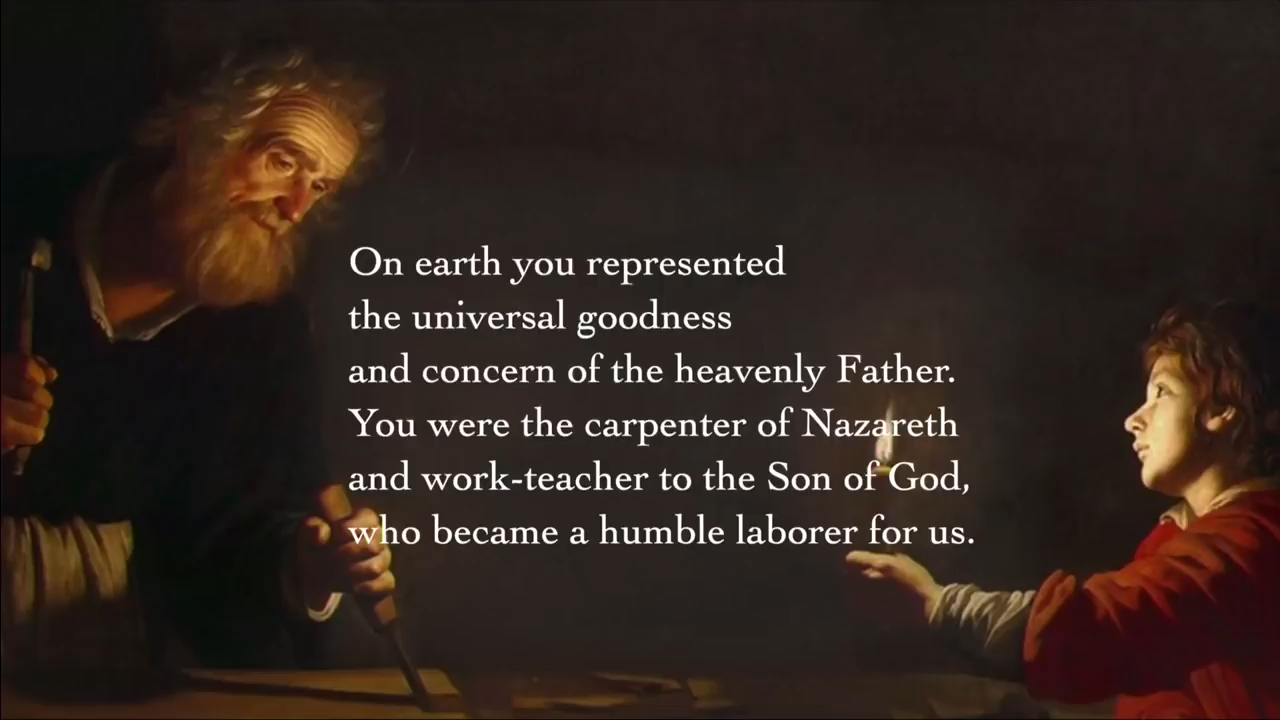 On earth you represented
the universal goodness
and concern of the heavenly Father.
You were the carpenter of Nazareth
and work-teacher to the Son of God,
who became a humble laborer for us.